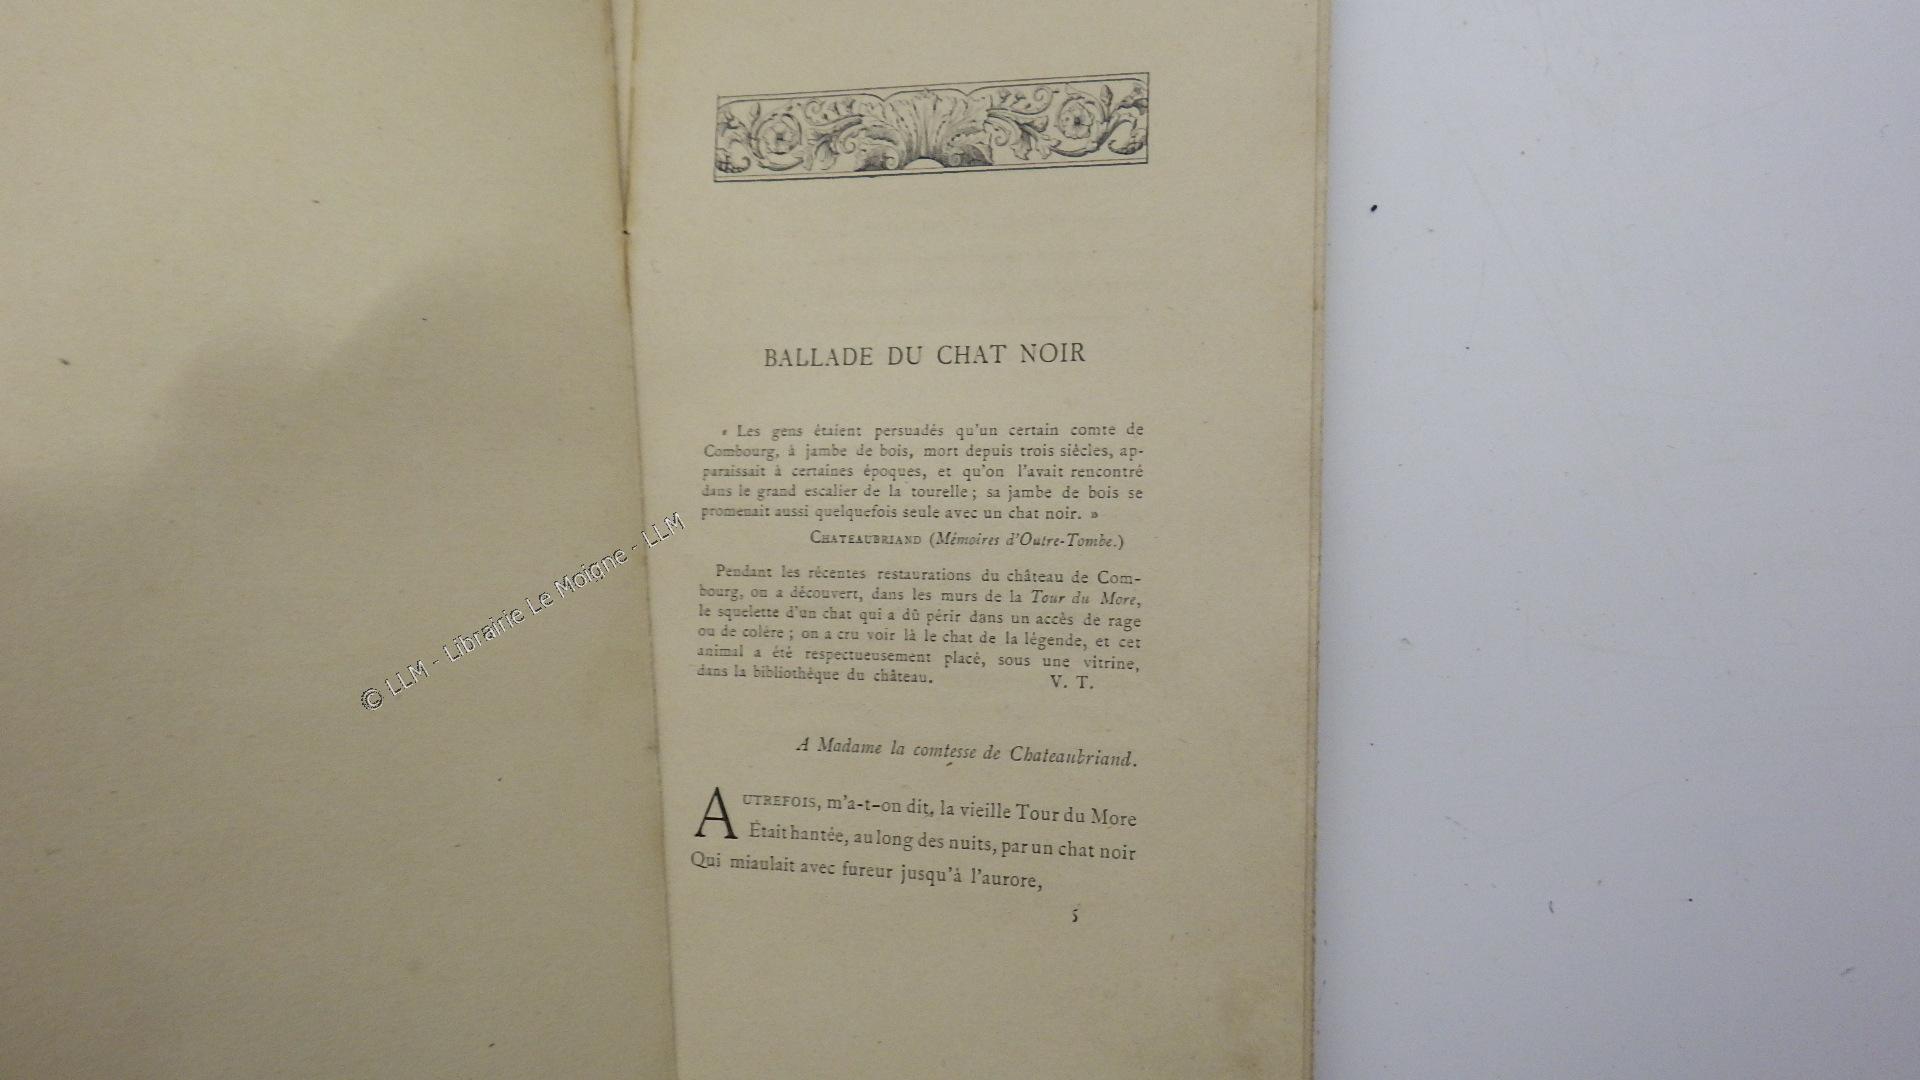 BALLADE DU CHAT NOIR
« Les gens étaient persuadés qu'un certain comte de
Combourg, à jambe de bois, mort depuis trois siècles, ap-
paraissait à certaines époques, et qu'on l'avait rencontré
dans le grand escalier de la tourelle ; sa jambe de bois se
promenait aussi quelquefois seule avec un chat noir. »
CHATEAUBRIAND (Mémoires d'Outre-Tombe.)
Pendant les récentes restaurations du château de Com-
bourg, on a découvert, dans les murs de la Tour du More,
le squelette d'un chat qui a dû périr dans un accès de rage
ou de colère ; on a cru voir là le chat de la légende, et cet
animal a été respectueusement placé, sous une vitrine,
dans la bibliothèque du château. V. T.
A Madame la comtesse de Chateaubriand.
AUTREFOIS, m'a-t-on dit, la vieille Tour du More
Était hantée, au long des nuits, par un chat noir
Qui miaulait avec fureur jusqu'à l'aurore,
5
© LLM - Librairie Le Moigne - LLM